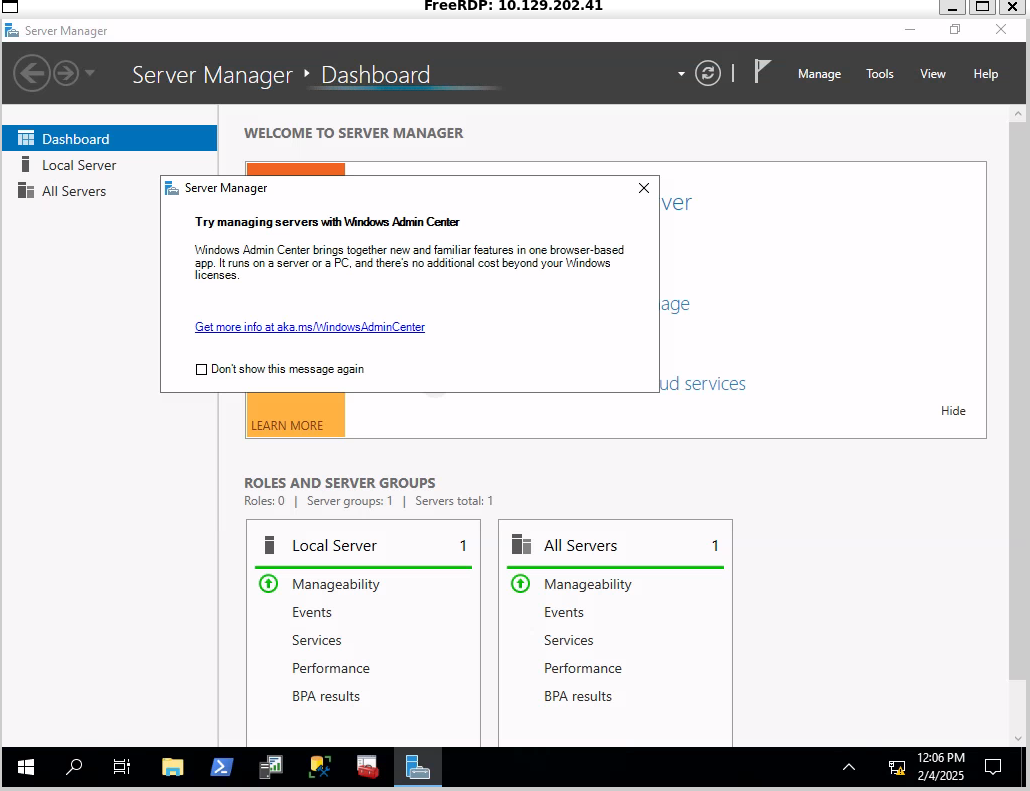 FreeRDP: 10.129.202.41
Server Manager
Server Manager Dashboard
Manage Tools View Help
Dashboard
Local Server
All Servers
WELCOME TO SERVER MANAGER
Server Manager
Try managing servers with Windows Admin Center
Windows Admin Center brings together new and familiar features in one browser-based
app. It runs on a server or a PC, and there's no additional cost beyond your Windows
licenses.
Get more info at aka.ms/WindowsAdminCenter
Don't show this message again
ver
age
ud services
Hide
LEARN MORE
ROLES AND SERVER GROUPS
Roles: 0 | Server groups: 1 | Servers total: 1
Local Server 1
Manageability
Events
Services
Performance
BPA results
All Servers 1
Manageability
Events
Services
Performance
BPA results
12:06 PM
2/4/2025